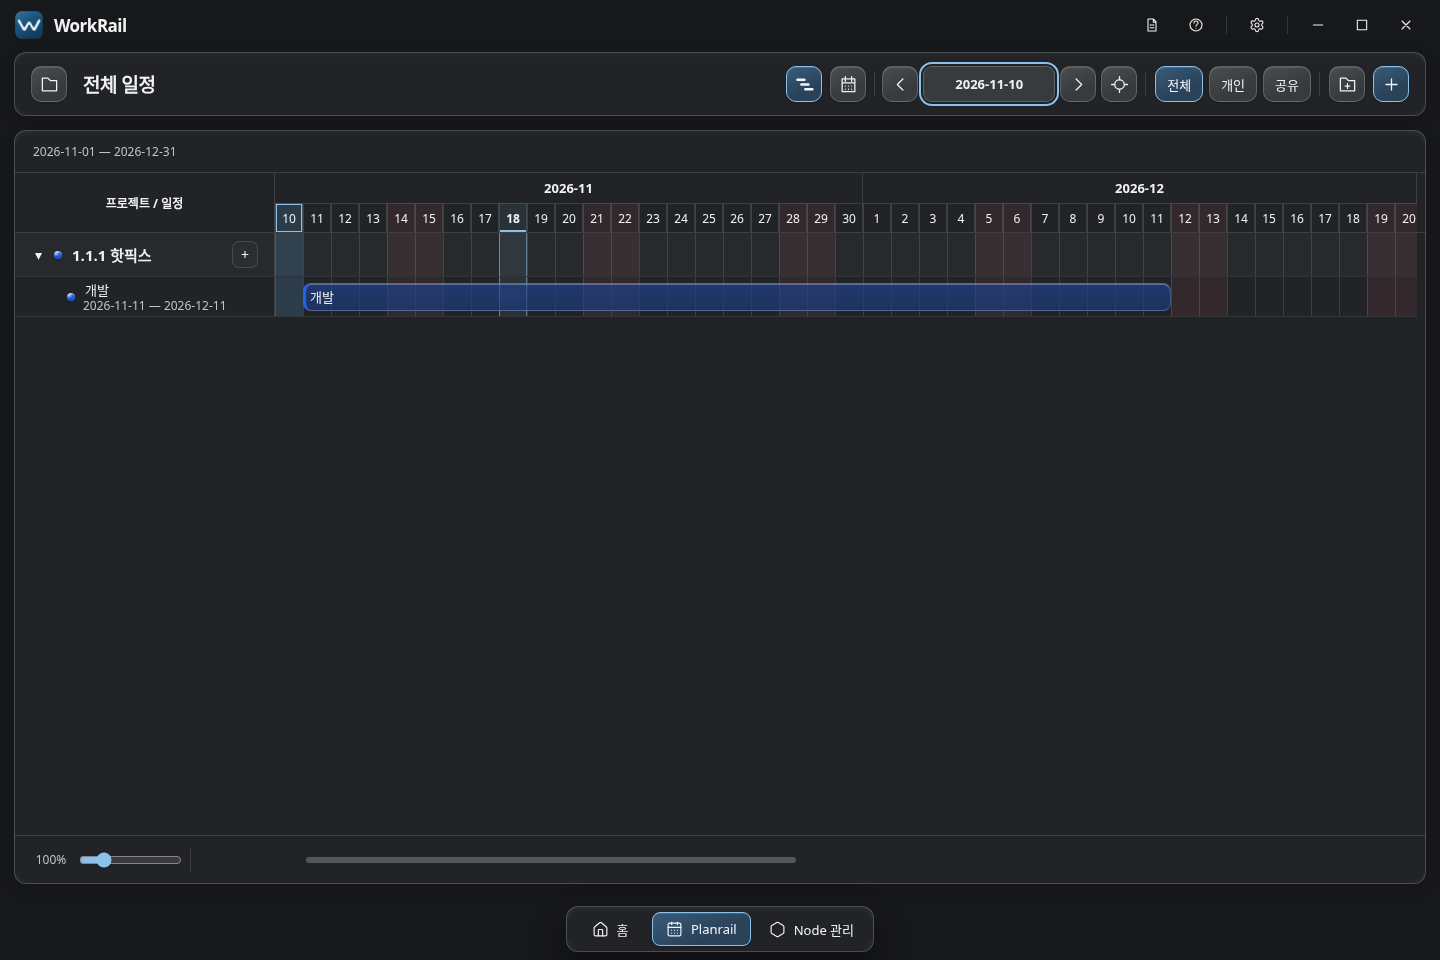 WorkRail
전체 일정
2026-11-10
전체 개인 공유
2026-11-01 — 2026-12-31
프로젝트 / 일정
2026-11 2026-12
10 11 12 13 14 15 16 17 18 19 20 21 22 23 24 25 26 27 28 29 30 1 2 3 4 5 6 7 8 9 10 11 12 13 14 15 16 17 18 19 20
▼ 1.1.1 핫픽스 +
개발
2026-11-11 — 2026-12-11
개발
100%
홈 Planrail Node 관리